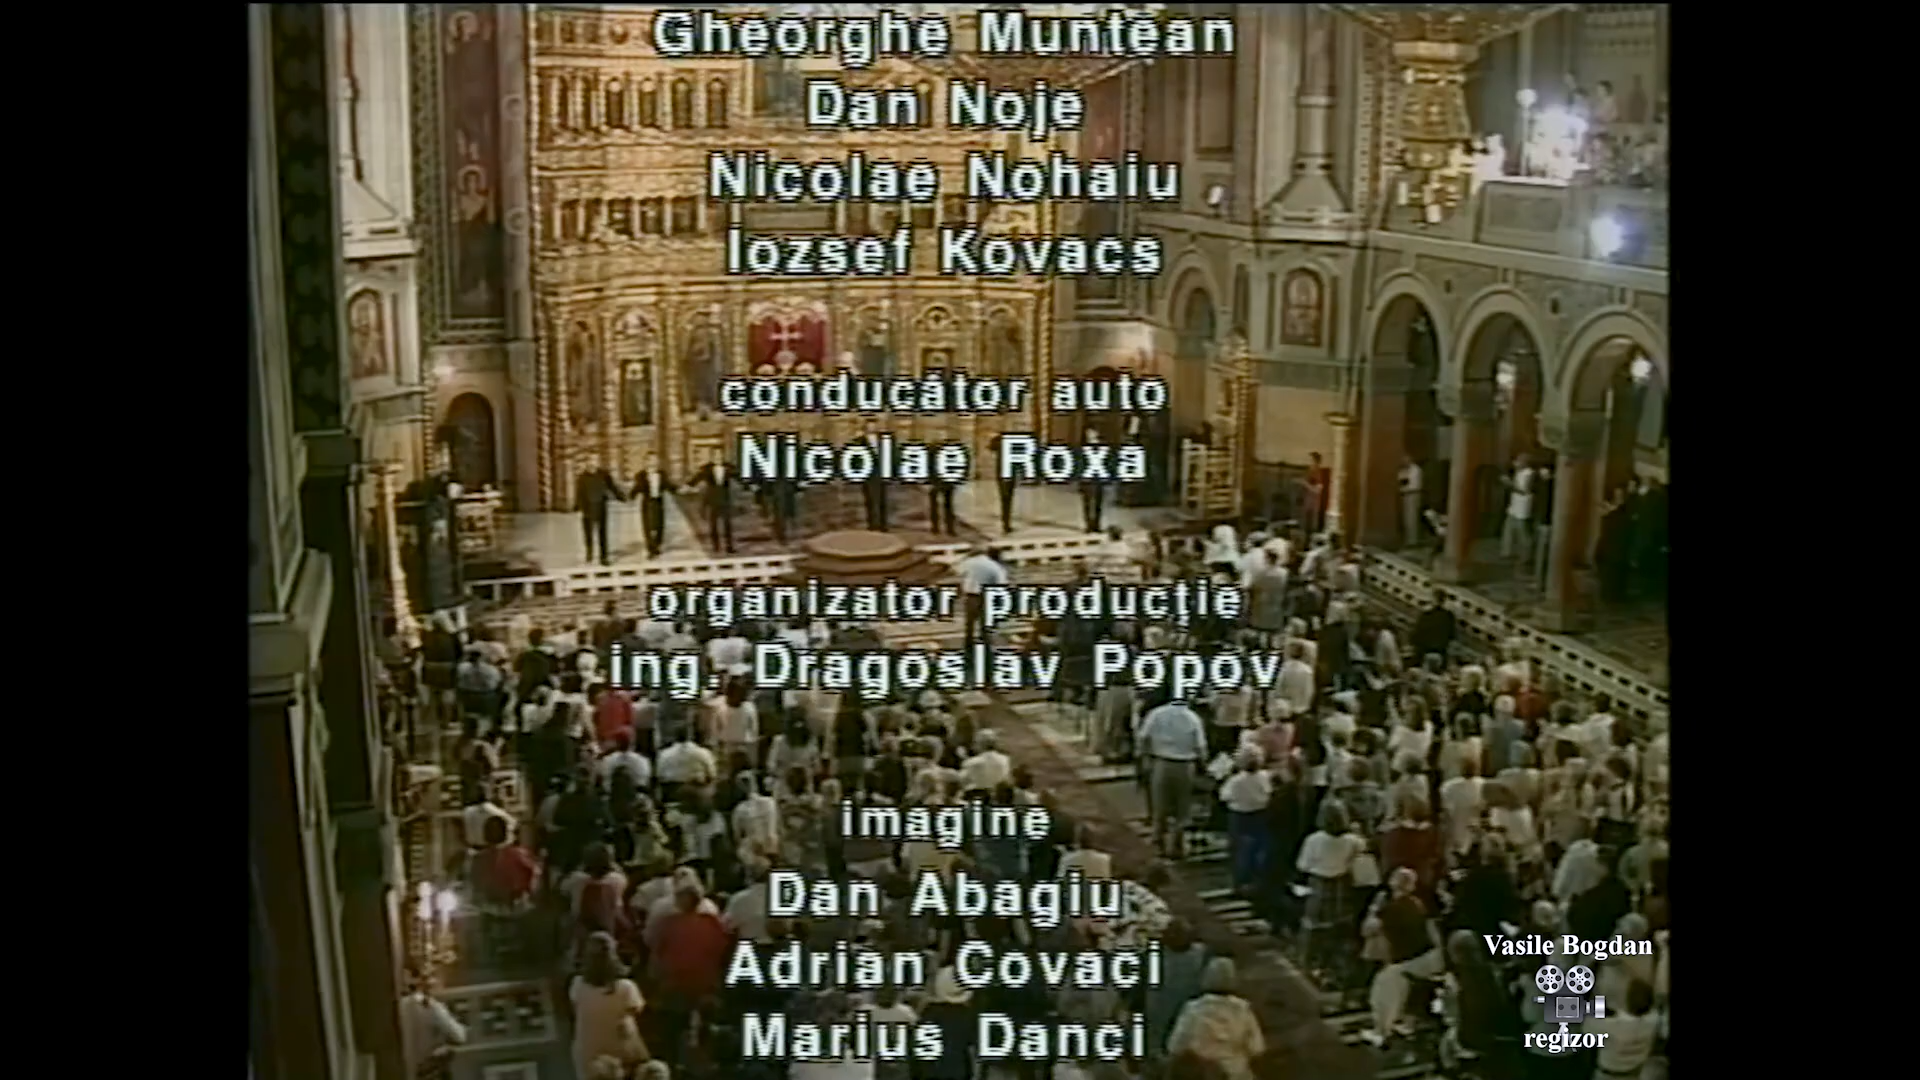 Gheorghe Muntean
Dan Noje
Nicolae Nohaiu
Iozsef Kovacs
conducător auto
Nicolae Roxa
organizator producţie
ing. Dragoslav Popov
imagine
Dan Abagiu
Adrian Covaci
Marius Danci
Vasile Bogdan
regizor